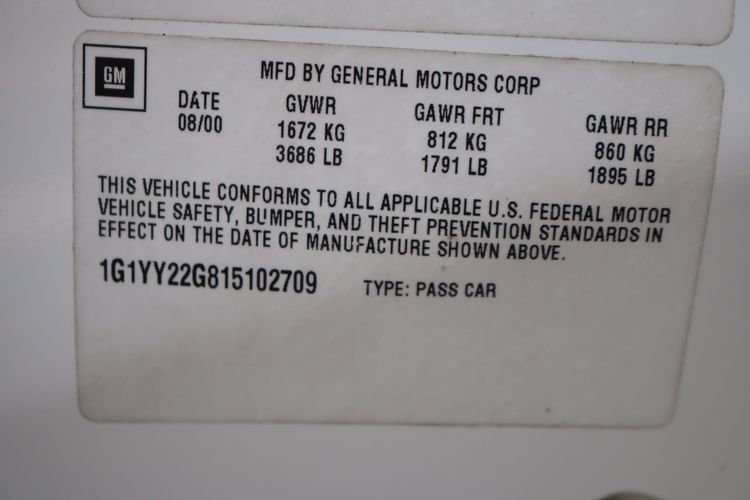 GM
MFD BY GENERAL MOTORS CORP
DATE GVWR GAWR FRT GAWR RR
08/00 1672 KG 812 KG 860 KG
3686 LB 1791 LB 1895 LB
THIS VEHICLE CONFORMS TO ALL APPLICABLE U.S. FEDERAL MOTOR
VEHICLE SAFETY, BUMPER, AND THEFT PREVENTION STANDARDS IN
EFFECT ON THE DATE OF MANUFACTURE SHOWN ABOVE.
1G1YY22G815102709 TYPE: PASS CAR